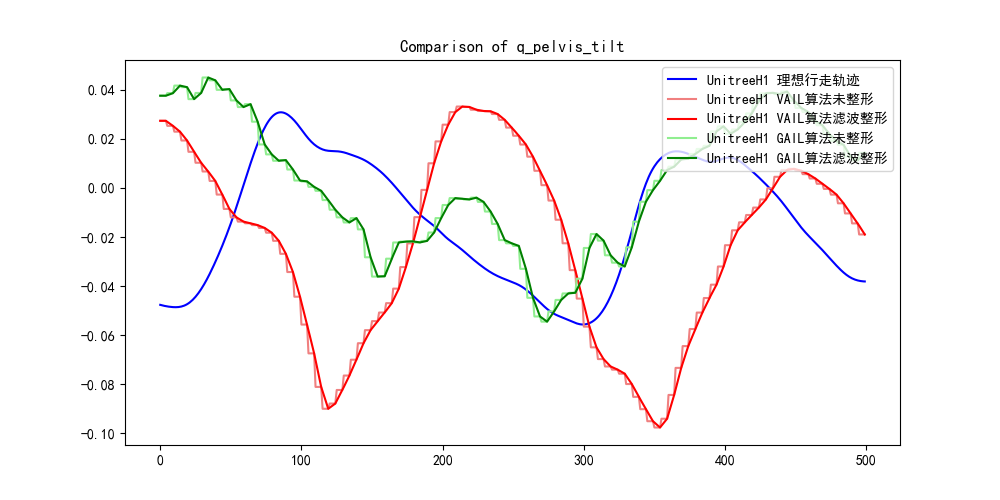 Comparison of q_pelvis_tilt
UnitreeH1 理想行走轨迹
UnitreeH1 VAIL算法未整形
UnitreeH1 VAIL算法滤波整形
UnitreeH1 GAIL算法未整形
UnitreeH1 GAIL算法滤波整形
0.04
0.02
0.00
−0.02
−0.04
−0.06
−0.08
−0.10
0 100 200 300 400 500